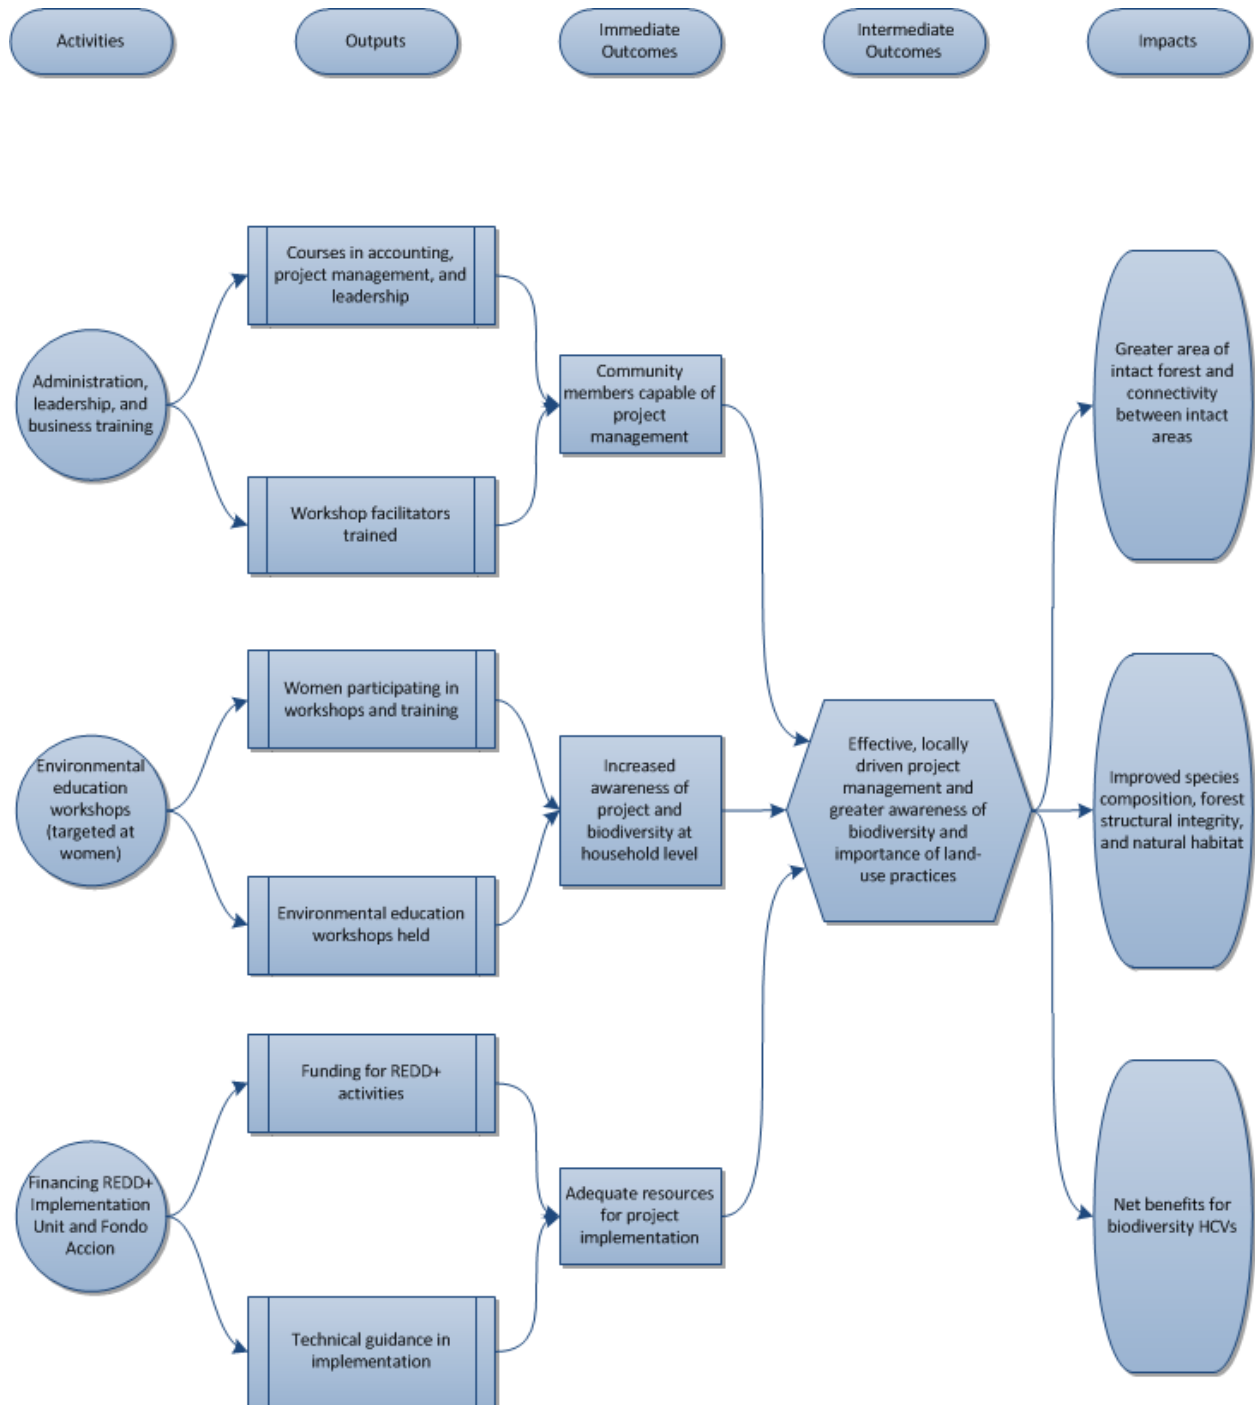 Activities
Outputs
Immediate
Outcomes
Intermediate
Outcomes
Impacts
Administration,
leadership, and
business training
Courses in accounting,
project management, and
leadership
Workshop facilitators
trained
Community
members capable of
project
management
Environmental
education
workshops
(targeted at
women)
Women participating in
workshops and training
Environmental education
workshops held
Increased
awareness of
project and
biodiversity at
household level
Financing REDD+
Implementation
Unit and Fondo
Accion
Funding for REDD+
activities
Technical guidance in
implementation
Adequate resources
for project
implementation
Effective, locally
driven project
management and
greater awareness of
biodiversity and
importance of land-
use practices
Greater area of
intact forest and
connectivity
between intact
areas
Improved species
composition, forest
structural integrity,
and natural habitat
Net benefits for
biodiversity HCVs